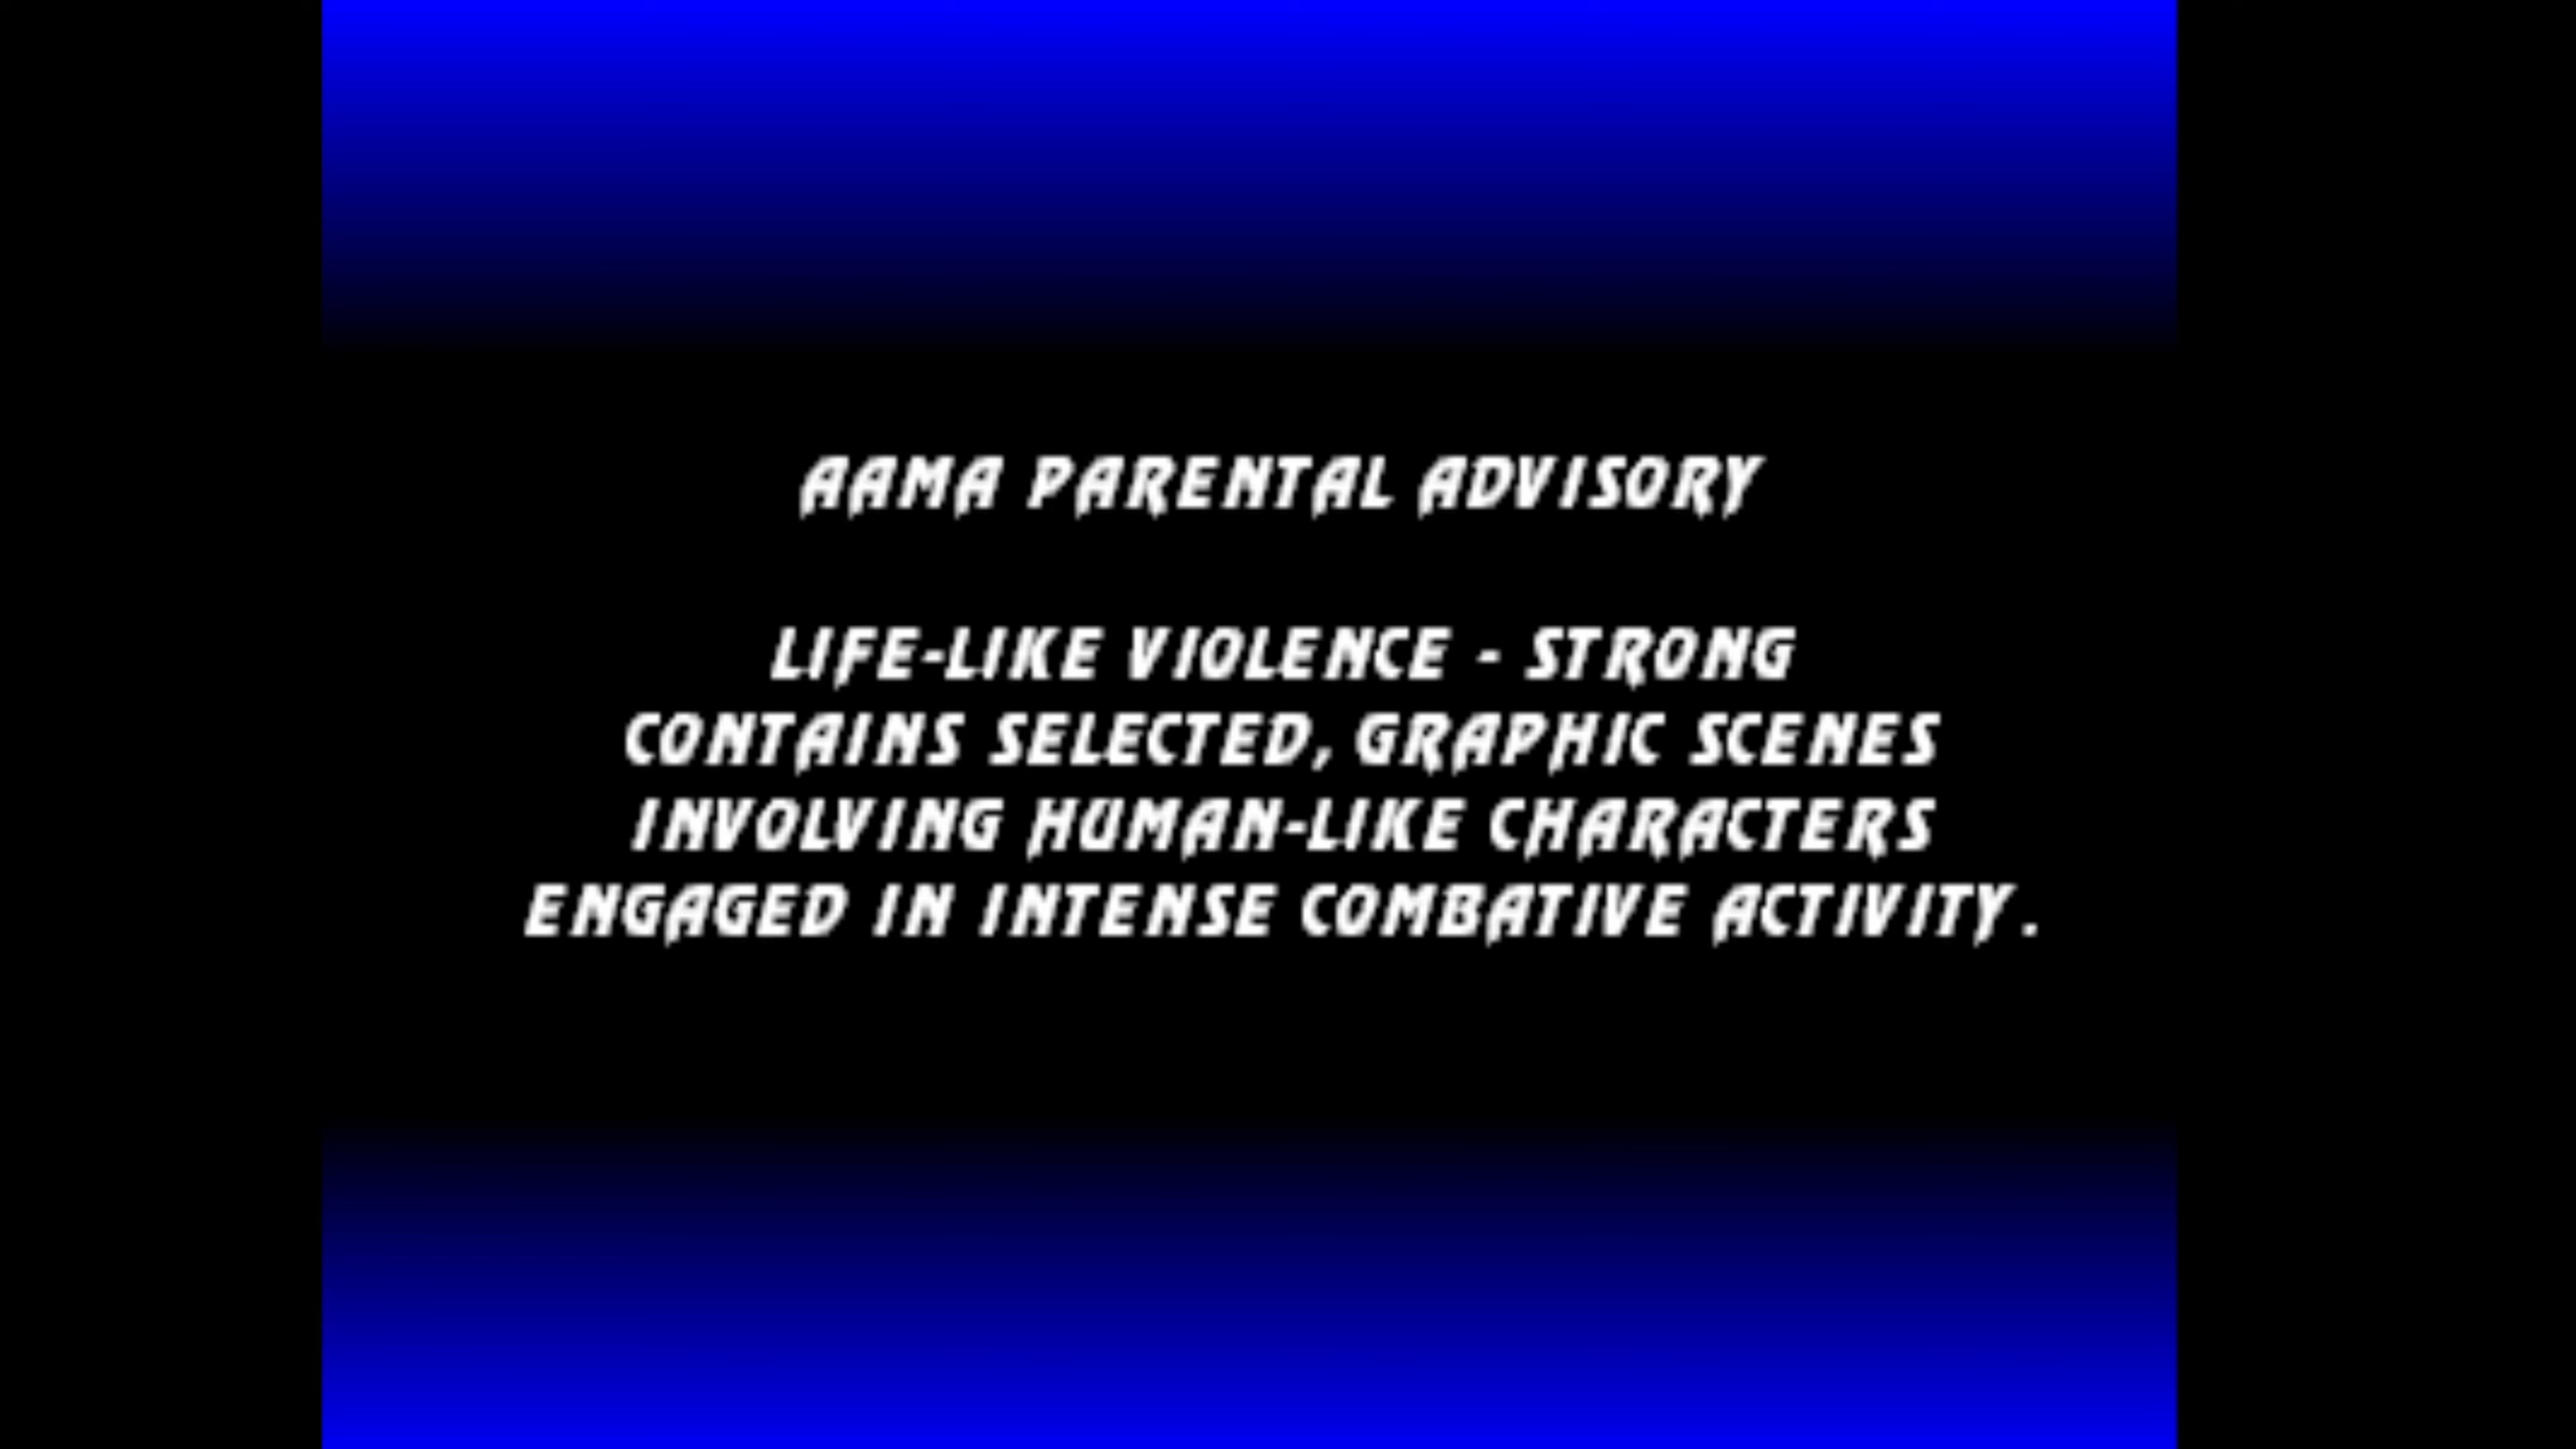 AAMA PARENTAL ADVISORY
LIFE-LIKE VIOLENCE - STRONG
CONTAINS SELECTED, GRAPHIC SCENES
INVOLVING HUMAN-LIKE CHARACTERS
ENGAGED IN INTENSE COMBATIVE ACTIVITY.